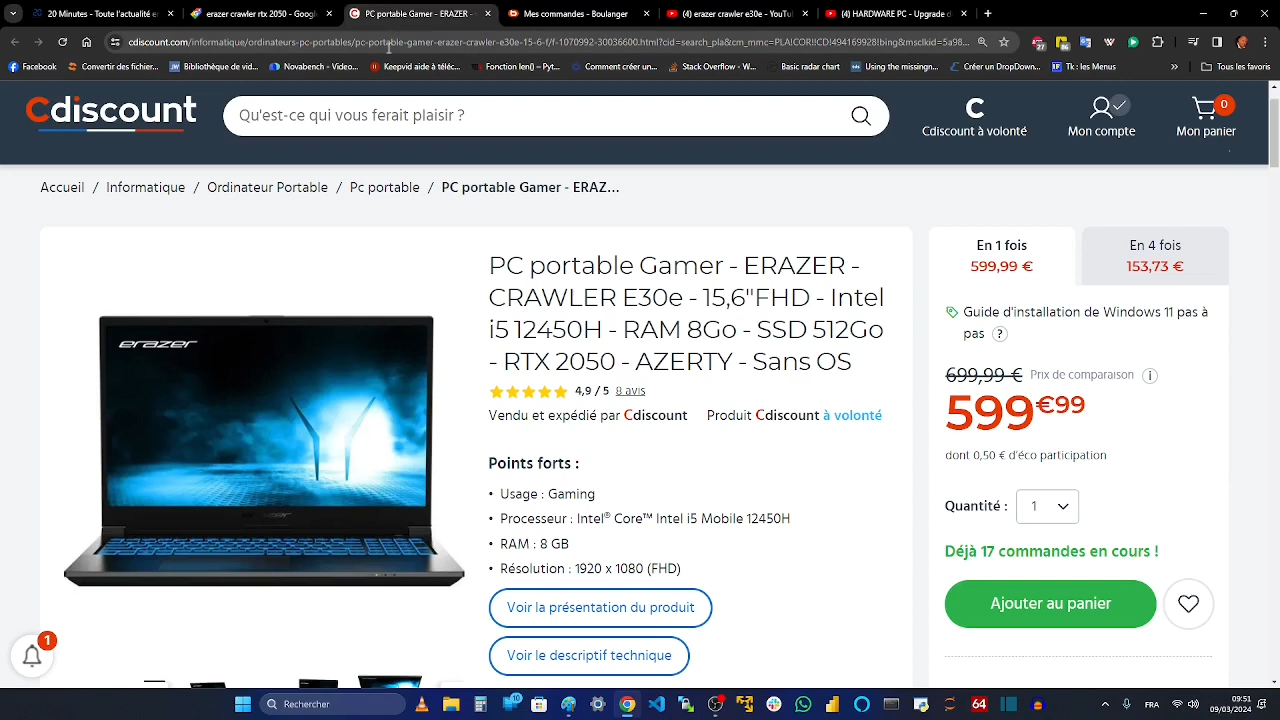 20 Minutes - Toute l'actualité en
erazer crawler rtx 2050 - Google
PC portable Gamer - ERAZER -
Mes commandes - Boulanger
(4) erazer crawler e30e - YouTu
(4) HARDWARE PC - Upgrade d
cdiscount.com/informatique/ordinateurs-pc-portables/pc-portable-gamer-erazer-crawler-e30e-15-6-f/f-1070992-30036600.html?cid=search_pla&cm_mmc=PLA!CORI!CD!494169928!bing&msclkid=5a98...
Facebook
Convertir des fichier...
Bibliothèque de vid...
Novabench - Video...
Keepvid aide à téle...
Fonction len() – Pyt...
Comment créer un...
Stack Overflow - W...
Basic radar chart
Using the missingn...
Créer un DropDown...
Tk : les Menus
Tous les favoris
Cdiscount
Qu'est-ce qui vous ferait plaisir ?
Cdiscount à volonté
Mon compte
0
Mon panier
Accueil / Informatique / Ordinateur Portable / Pc portable / PC portable Gamer - ERAZ...
erazer
PC portable Gamer - ERAZER -
CRAWLER E30e - 15,6"FHD - Intel
i5 12450H - RAM 8Go - SSD 512Go
- RTX 2050 - AZERTY - Sans OS
4,9 / 5 8 avis
Vendu et expédié par Cdiscount Produit Cdiscount à volonté
Points forts :
• Usage : Gaming
• Processeur : Intel® Core™ Intel i5 Mobile 12450H
• RAM : 8 GB
• Résolution : 1920 x 1080 (FHD)
Voir la présentation du produit
Voir le descriptif technique
En 1 fois
599,99 €
En 4 fois
153,73 €
Guide d'installation de Windows 11 pas à
pas ?
699,99 € Prix de comparaison i
599€99
dont 0,50 € d'éco participation
Quantité : 1
Déjà 17 commandes en cours !
Ajouter au panier
1
Rechercher
FRA
09:51
09/03/2024